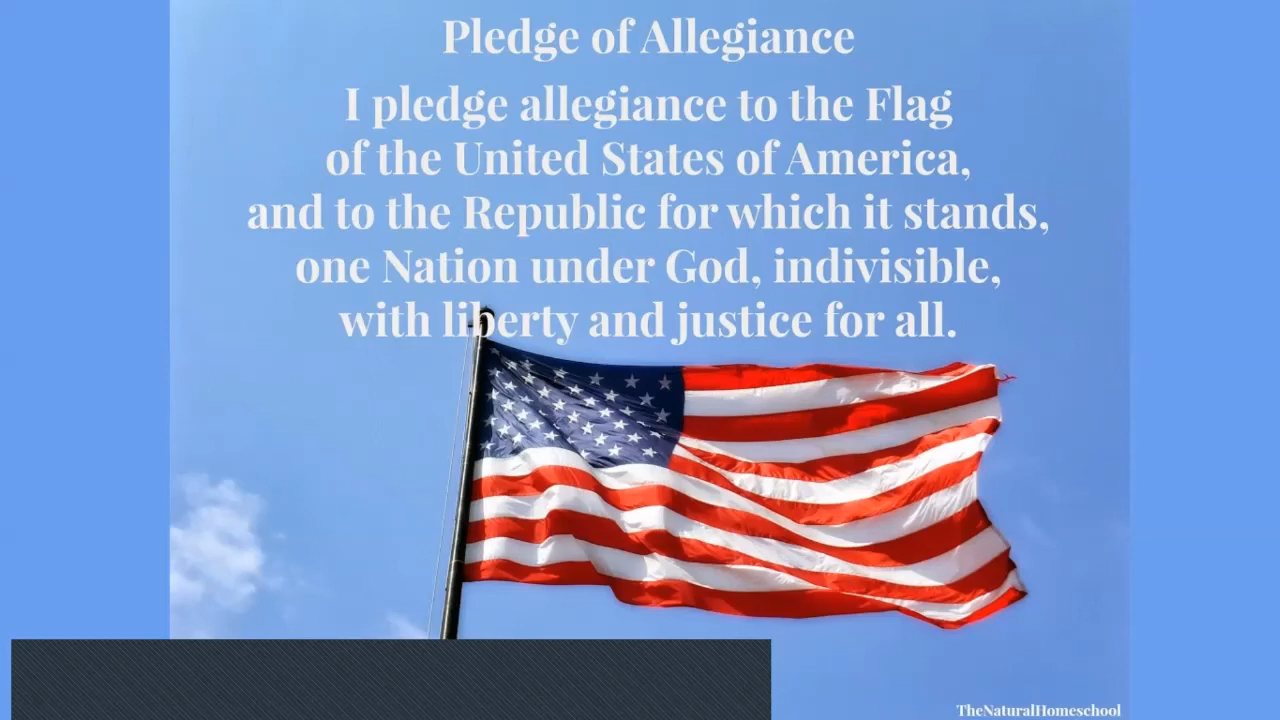 Pledge of Allegiance
I pledge allegiance to the Flag
of the United States of America,
and to the Republic for which it stands,
one Nation under God, indivisible,
with liberty and justice for all.
TheNaturalHomeschool